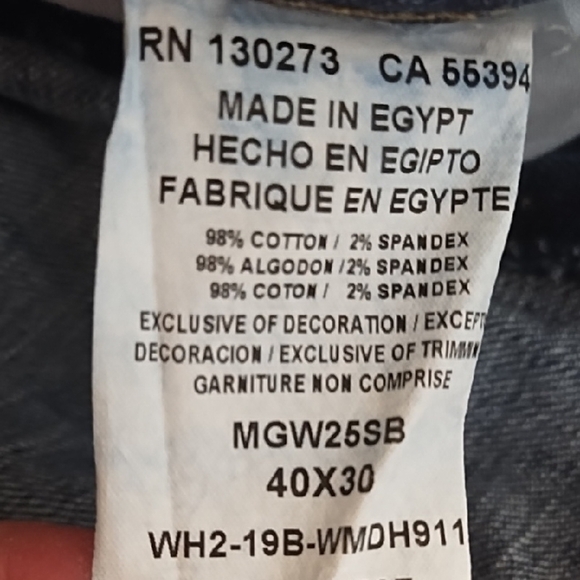 RN 130273 CA 55394
MADE IN EGYPT
HECHO EN EGIPTO
FABRIQUE EN EGYPTE
98% COTTON / 2% SPANDEX
98% ALGODON /2% SPANDEX
98% COTON / 2% SPANDEX
EXCLUSIVE OF DECORATION / EXCEPT
DECORACION / EXCLUSIVE OF TRIMMIN
GARNITURE NON COMPRISE
MGW25SB
40X30
WH2-19B-WMDH911